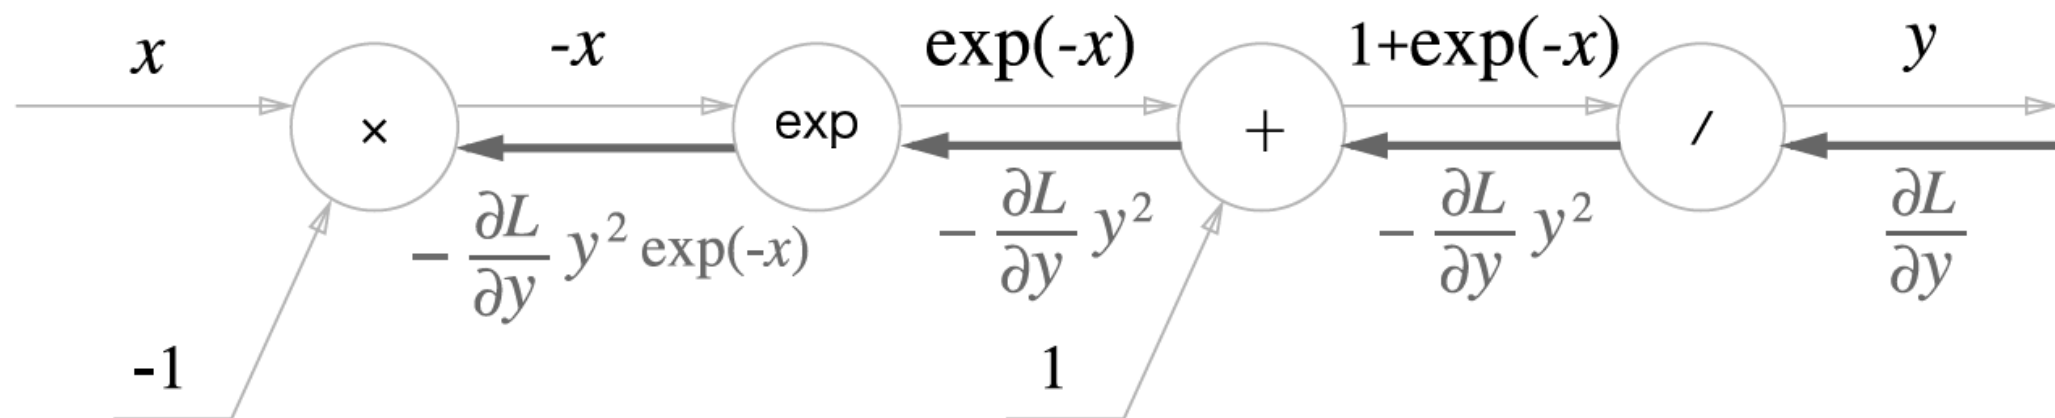 x
-x
exp(-x)
1+exp(-x)
y
×
exp
+
/
− ∂L/∂y y² exp(-x)
− ∂L/∂y y²
− ∂L/∂y y²
∂L/∂y
-1
1